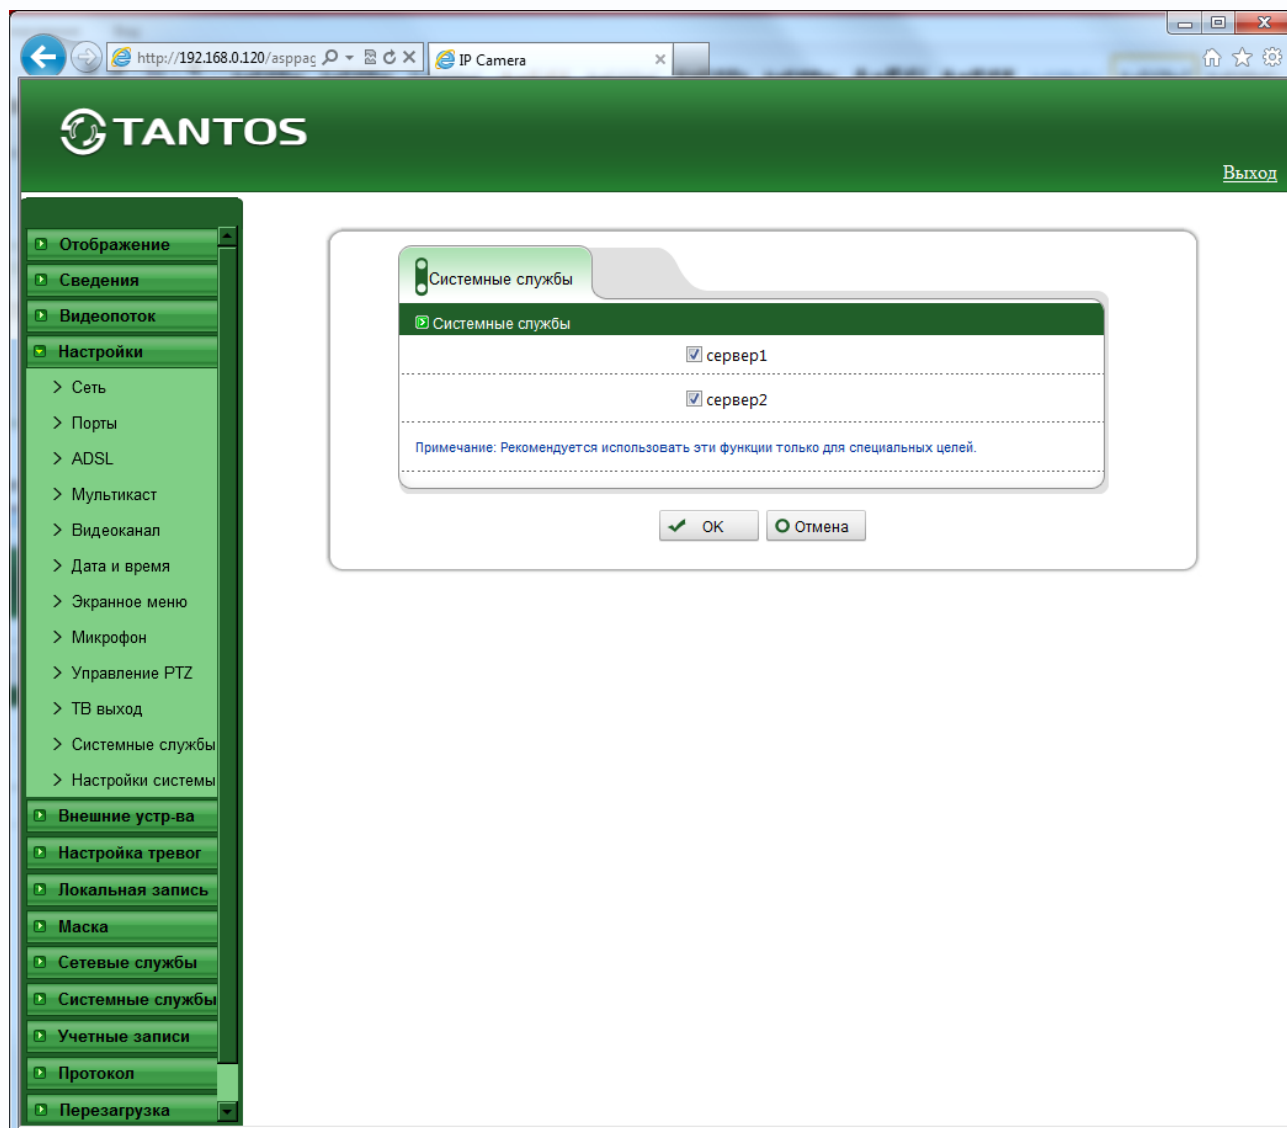 http://192.168.0.120/asppag
IP Camera
TANTOS
Выход
Отображение
Сведения
Видеопоток
Настройки
Сеть
Порты
ADSL
Мультикаст
Видеоканал
Дата и время
Экранное меню
Микрофон
Управление PTZ
ТВ выход
Системные службы
Настройки системы
Внешние устр-ва
Настройка тревог
Локальная запись
Маска
Сетевые службы
Системные службы
Учетные записи
Протокол
Перезагрузка
Системные службы
Системные службы
сервер1
сервер2
Примечание: Рекомендуется использовать эти функции только для специальных целей.
OK
Отмена